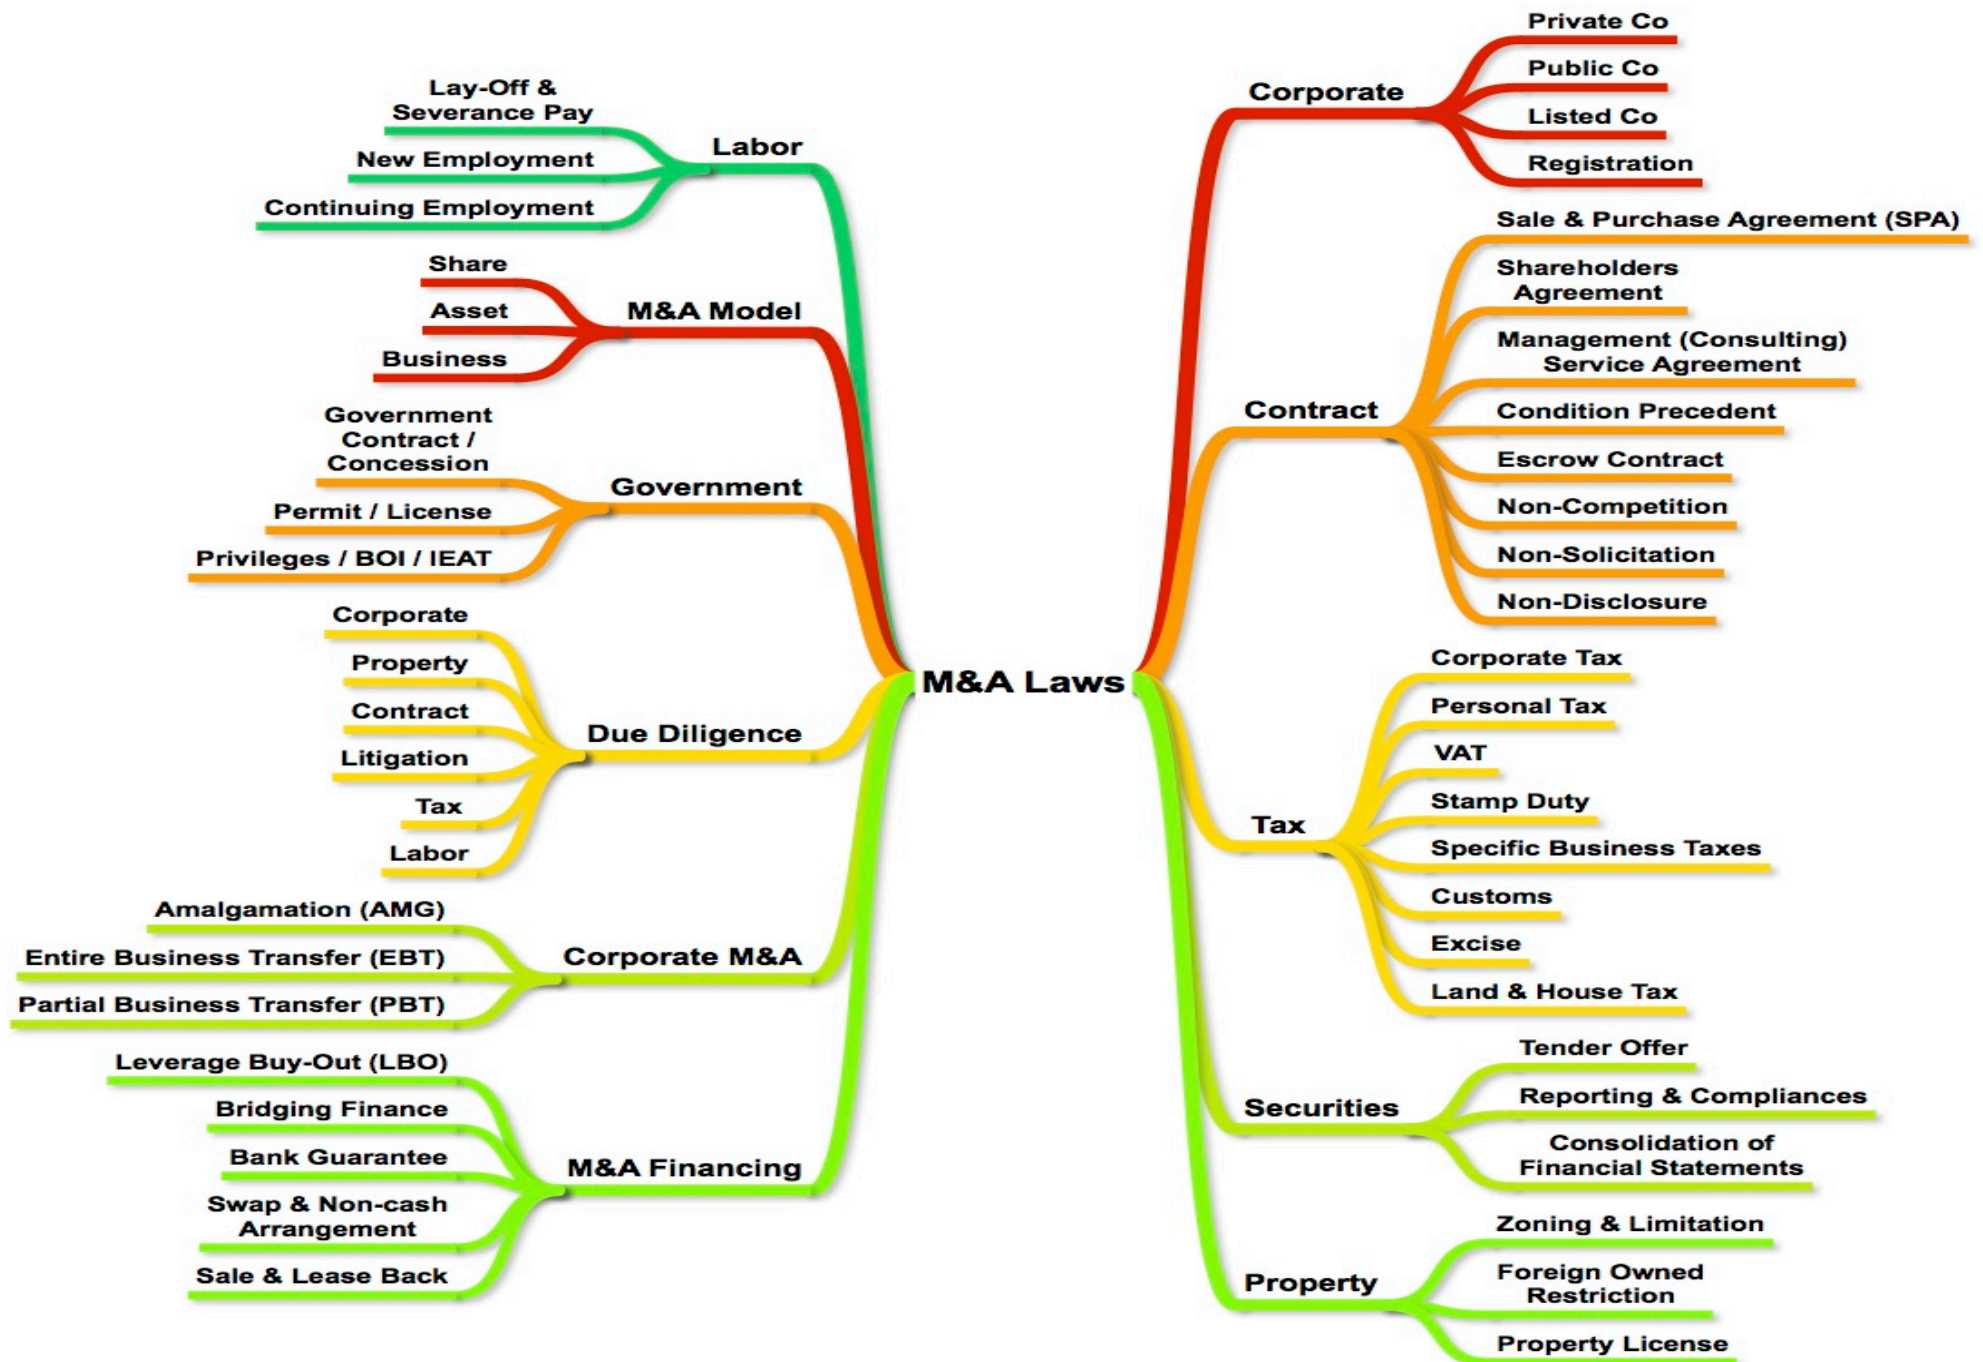 Lay-Off &
Severance Pay
New Employment
Continuing Employment
Labor
Share
Asset
Business
M&A Model
Government
Contract /
Concession
Permit / License
Privileges / BOI / IEAT
Government
Corporate
Property
Contract
Litigation
Tax
Labor
Due Diligence
Amalgamation (AMG)
Entire Business Transfer (EBT)
Partial Business Transfer (PBT)
Corporate M&A
Leverage Buy-Out (LBO)
Bridging Finance
Bank Guarantee
Swap & Non-cash
Arrangement
Sale & Lease Back
M&A Financing
M&A Laws
Corporate
Private Co
Public Co
Listed Co
Registration
Contract
Sale & Purchase Agreement (SPA)
Shareholders
Agreement
Management (Consulting)
Service Agreement
Condition Precedent
Escrow Contract
Non-Competition
Non-Solicitation
Non-Disclosure
Tax
Corporate Tax
Personal Tax
VAT
Stamp Duty
Specific Business Taxes
Customs
Excise
Land & House Tax
Securities
Tender Offer
Reporting & Compliances
Consolidation of
Financial Statements
Property
Zoning & Limitation
Foreign Owned
Restriction
Property License